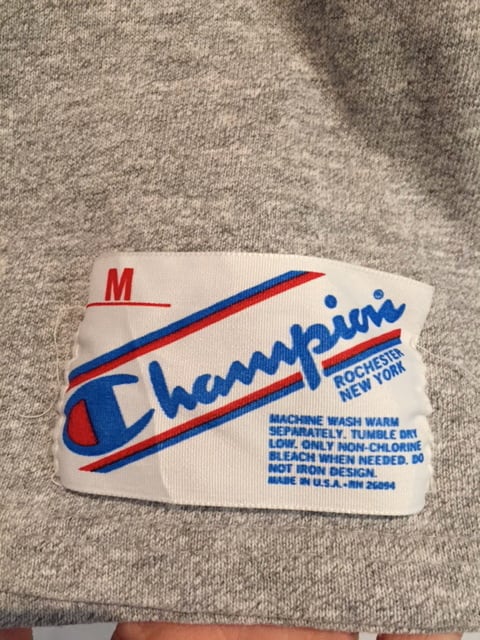 M
Champion®
ROCHESTER
NEW YORK
MACHINE WASH WARM
SEPARATELY. TUMBLE DRY
LOW. ONLY NON-CHLORINE
BLEACH WHEN NEEDED. DO
NOT IRON DESIGN.
MADE IN U.S.A.-RN 26094